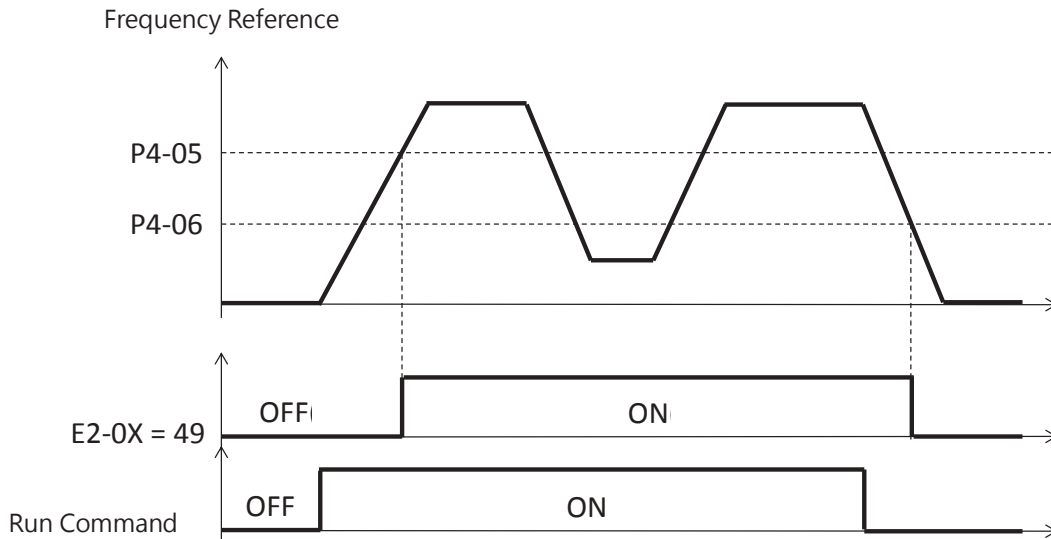 Frequency Reference
P4-05
P4-06
OFF(
ON(
E2-0X = 49
OFF
ON
Run Command